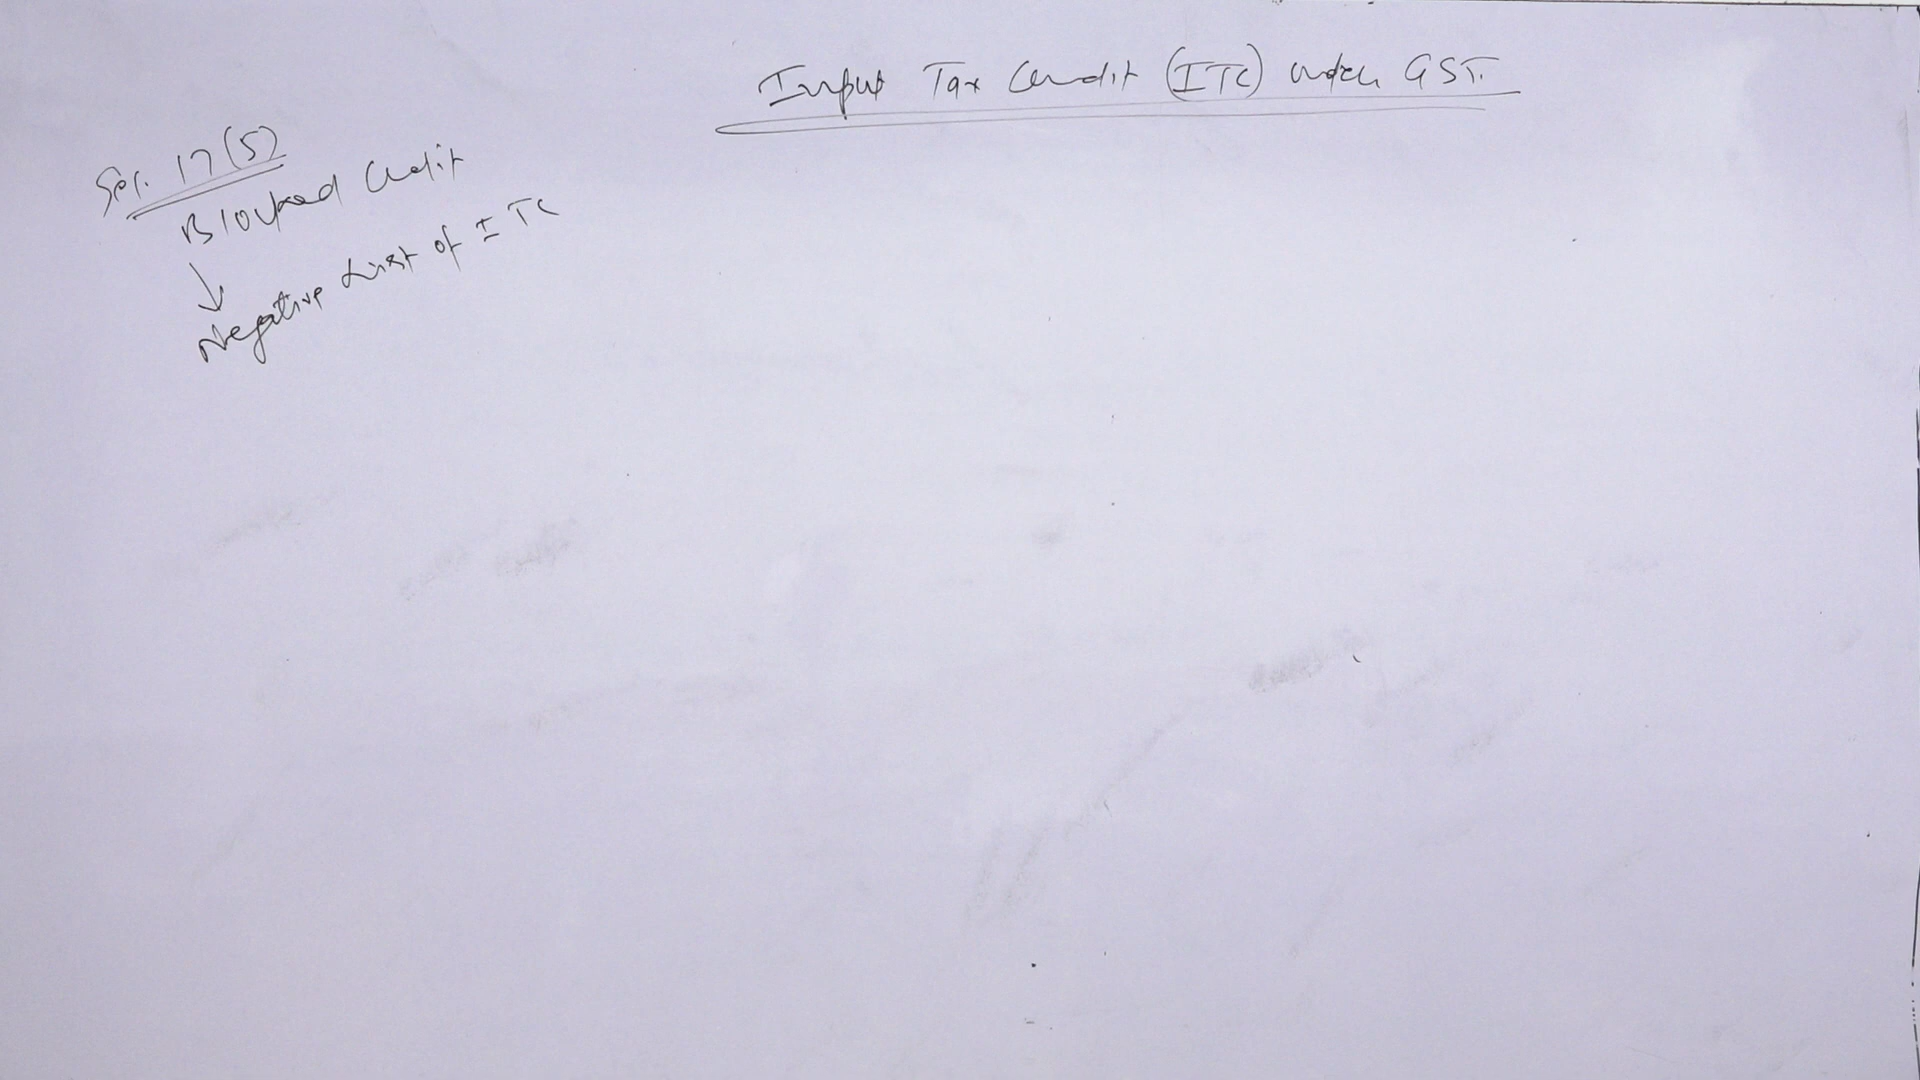 Input Tax Credit (ITC) under GST.
Sec. 17(5)
Blocked Credit
↓
Negative List of ITC